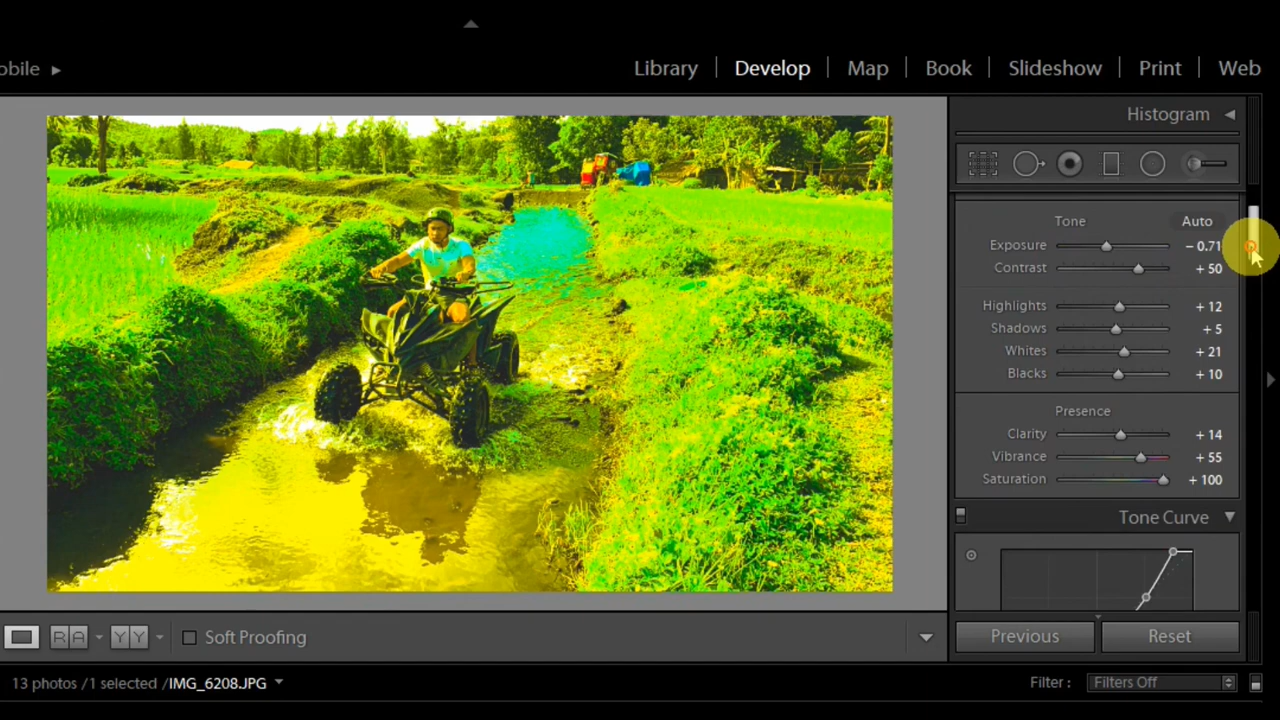 obile
Library Develop Map Book Slideshow Print Web
Histogram
Tone Auto
Exposure – 0.71
Contrast + 50
Highlights + 12
Shadows + 5
Whites + 21
Blacks + 10
Presence
Clarity + 14
Vibrance + 55
Saturation + 100
Tone Curve
RA YY Soft Proofing
Previous Reset
13 photos /1 selected /IMG_6208.JPG Filter : Filters Off